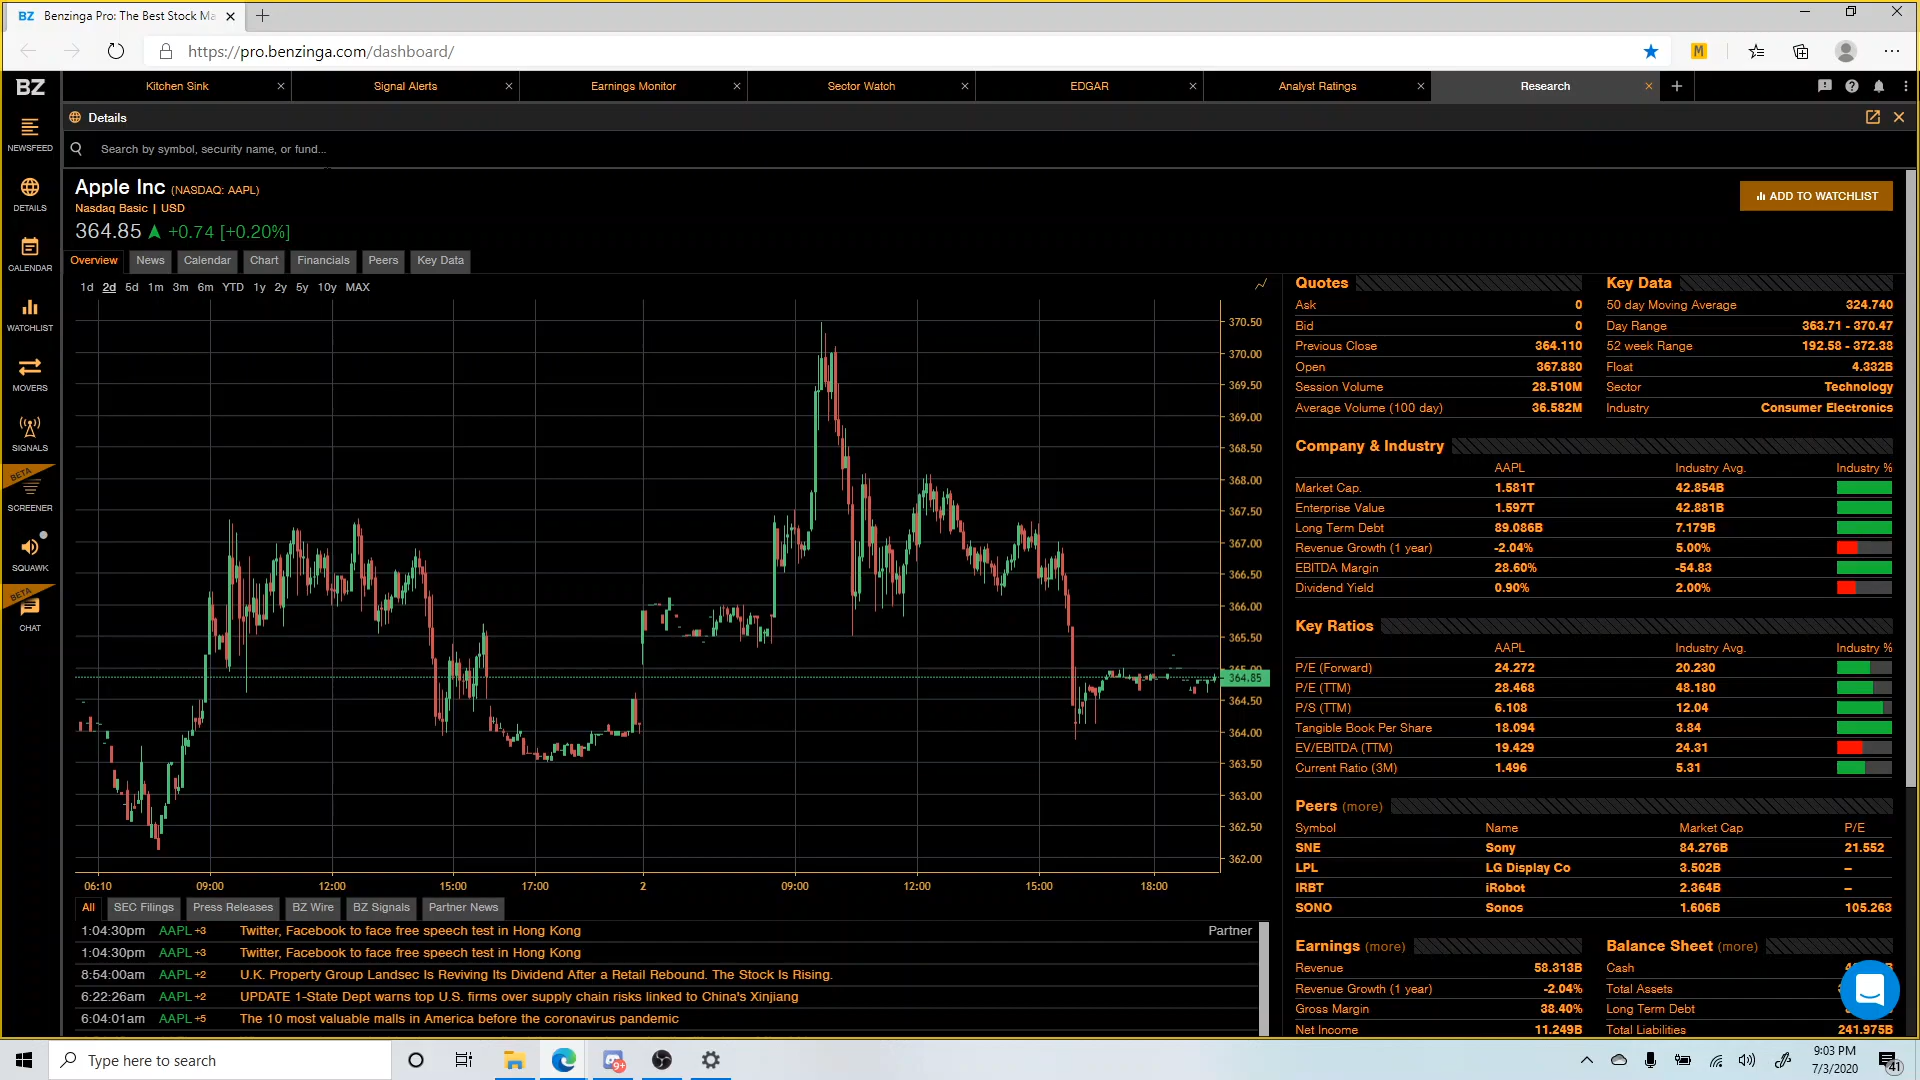 BZ Benzinga Pro: The Best Stock Ma
https://pro.benzinga.com/dashboard/
M
BZ
Kitchen Sink
Signal Alerts
Earnings Monitor
Sector Watch
EDGAR
Analyst Ratings
Research
NEWSFEED
DETAILS
CALENDAR
WATCHLIST
MOVERS
SIGNALS
BETA
SCREENER
SQUAWK
BETA
CHAT
Details
Search by symbol, security name, or fund...
Apple Inc (NASDAQ: AAPL)
Nasdaq Basic | USD
364.85 +0.74 [+0.20%]
ADD TO WATCHLIST
Overview News Calendar Chart Financials Peers Key Data
1d 2d 5d 1m 3m 6m YTD 1y 2y 5y 10y MAX
370.50
370.00
369.50
369.00
368.50
368.00
367.50
367.00
366.50
366.00
365.50
365.00
364.85
364.50
364.00
363.50
363.00
362.50
362.00
06:10 09:00 12:00 15:00 17:00 2 09:00 12:00 15:00 18:00
All SEC Filings Press Releases BZ Wire BZ Signals Partner News
1:04:30pm AAPL +3 Twitter, Facebook to face free speech test in Hong Kong Partner
1:04:30pm AAPL +3 Twitter, Facebook to face free speech test in Hong Kong
8:54:00am AAPL +2 U.K. Property Group Landsec Is Reviving Its Dividend After a Retail Rebound. The Stock Is Rising.
6:22:26am AAPL +2 UPDATE 1-State Dept warns top U.S. firms over supply chain risks linked to China's Xinjiang
6:04:01am AAPL +5 The 10 most valuable malls in America before the coronavirus pandemic
Quotes
Ask 0
Bid 0
Previous Close 364.110
Open 367.880
Session Volume 28.510M
Average Volume (100 day) 36.582M
Key Data
50 day Moving Average 324.740
Day Range 363.71 - 370.47
52 week Range 192.58 - 372.38
Float 4.332B
Sector Technology
Industry Consumer Electronics
Company & Industry
AAPL Industry Avg. Industry %
Market Cap. 1.581T 42.854B
Enterprise Value 1.597T 42.881B
Long Term Debt 89.086B 7.179B
Revenue Growth (1 year) -2.04% 5.00%
EBITDA Margin 28.60% -54.83
Dividend Yield 0.90% 2.00%
Key Ratios
AAPL Industry Avg. Industry %
P/E (Forward) 24.272 20.230
P/E (TTM) 28.468 48.180
P/S (TTM) 6.108 12.04
Tangible Book Per Share 18.094 3.84
EV/EBITDA (TTM) 19.429 24.31
Current Ratio (3M) 1.496 5.31
Peers (more)
Symbol Name Market Cap P/E
SNE Sony 84.276B 21.552
LPL LG Display Co 3.502B –
IRBT iRobot 2.364B –
SONO Sonos 1.606B 105.263
Earnings (more)
Revenue 58.313B
Revenue Growth (1 year) -2.04%
Gross Margin 38.40%
Net Income 11.249B
Balance Sheet (more)
Cash
Total Assets
Long Term Debt
Total Liabilities 241.975B
Type here to search
9+
9:03 PM
7/3/2020
41